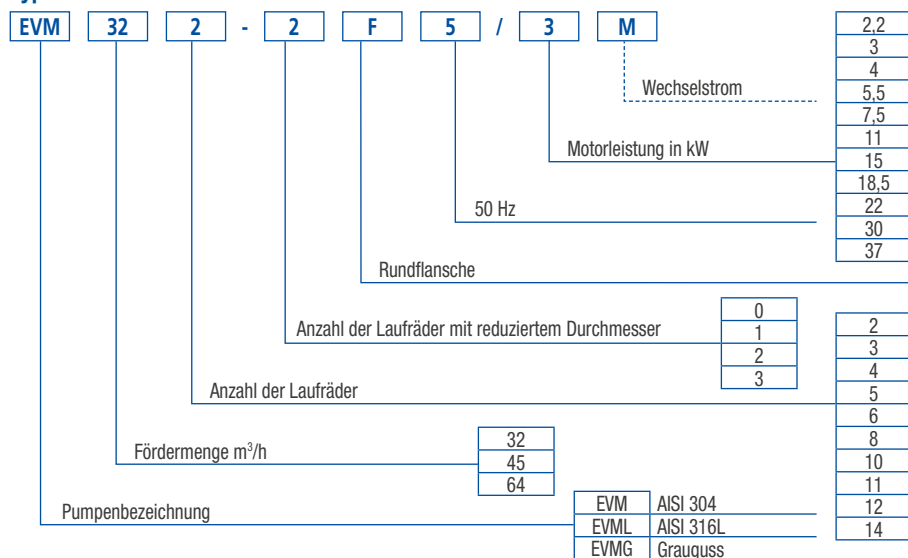 EVM 32 2 - 2 F 5 / 3 M
2,2
3
4
Wechselstrom
5,5
7,5
11
Motorleistung in kW
15
18,5
50 Hz
22
30
37
Rundflansche
0
Anzahl der Laufräder mit reduziertem Durchmesser
1
2
3
2
3
4
Anzahl der Laufräder
5
6
8
10
11
12
14
Fördermenge m³/h
32
45
64
Pumpenbezeichnung
EVM AISI 304
EVML AISI 316L
EVMG Grauguss